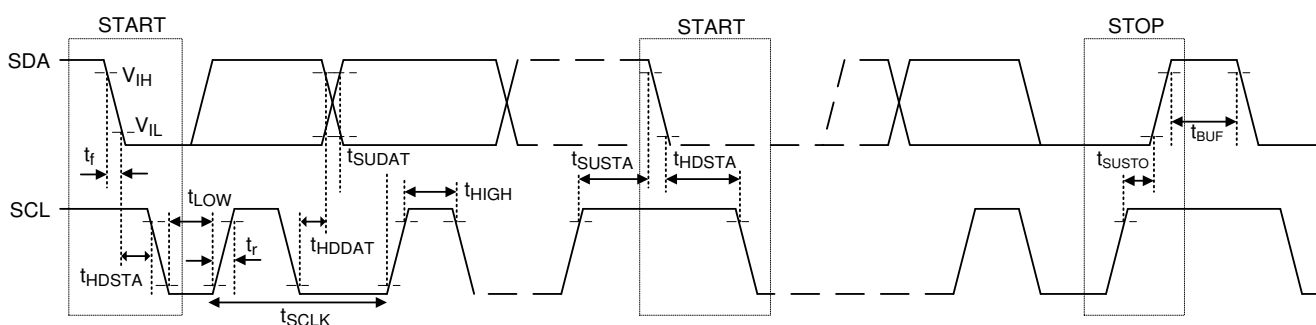 START START STOP
SDA
VIH
VIL
tf
tSUDAT
tSUSTA tHDSTA
tBUF
tSUSTO
tLOW
tHIGH
SCL
tr
tHDDAT
tHDSTA
tSCLK